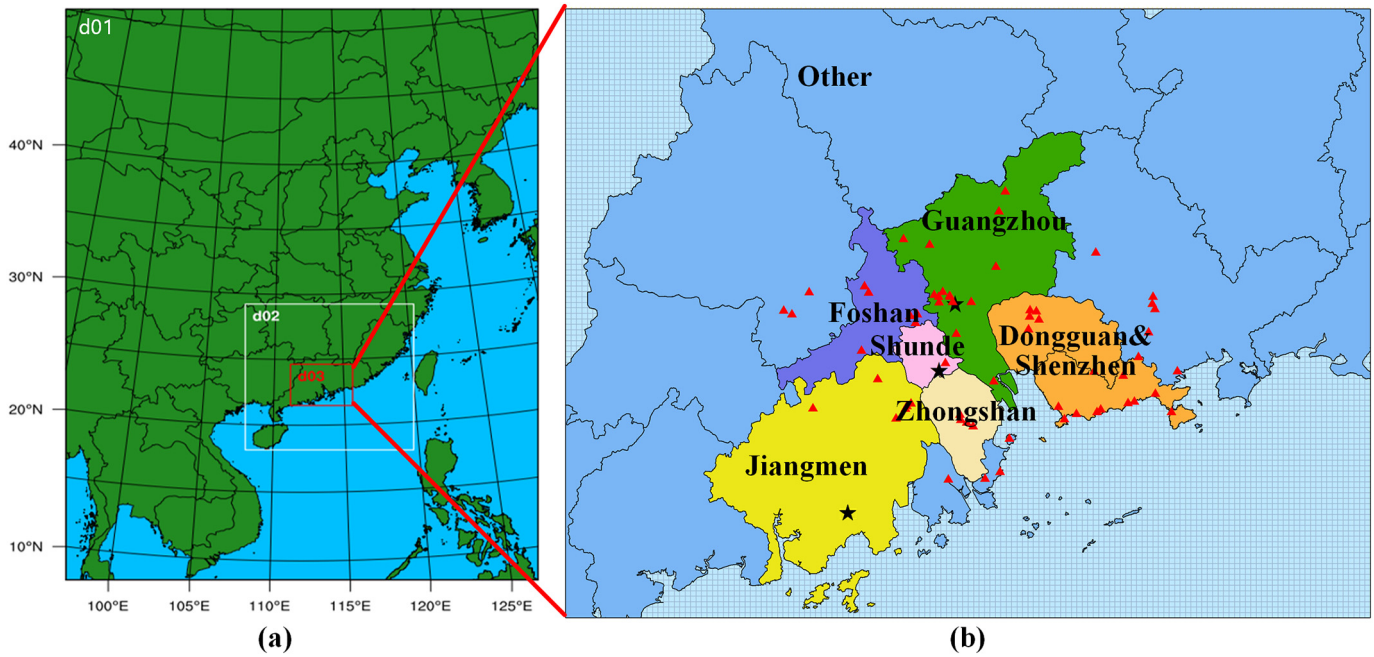 d01
40°N
30°N
20°N
10°N
d02
d03
100°E
105°E
110°E
115°E
120°E
125°E
(a)
Other
Guangzhou
Foshan
Shunde
Dongguan&
Shenzhen
Zhongshan
Jiangmen
(b)